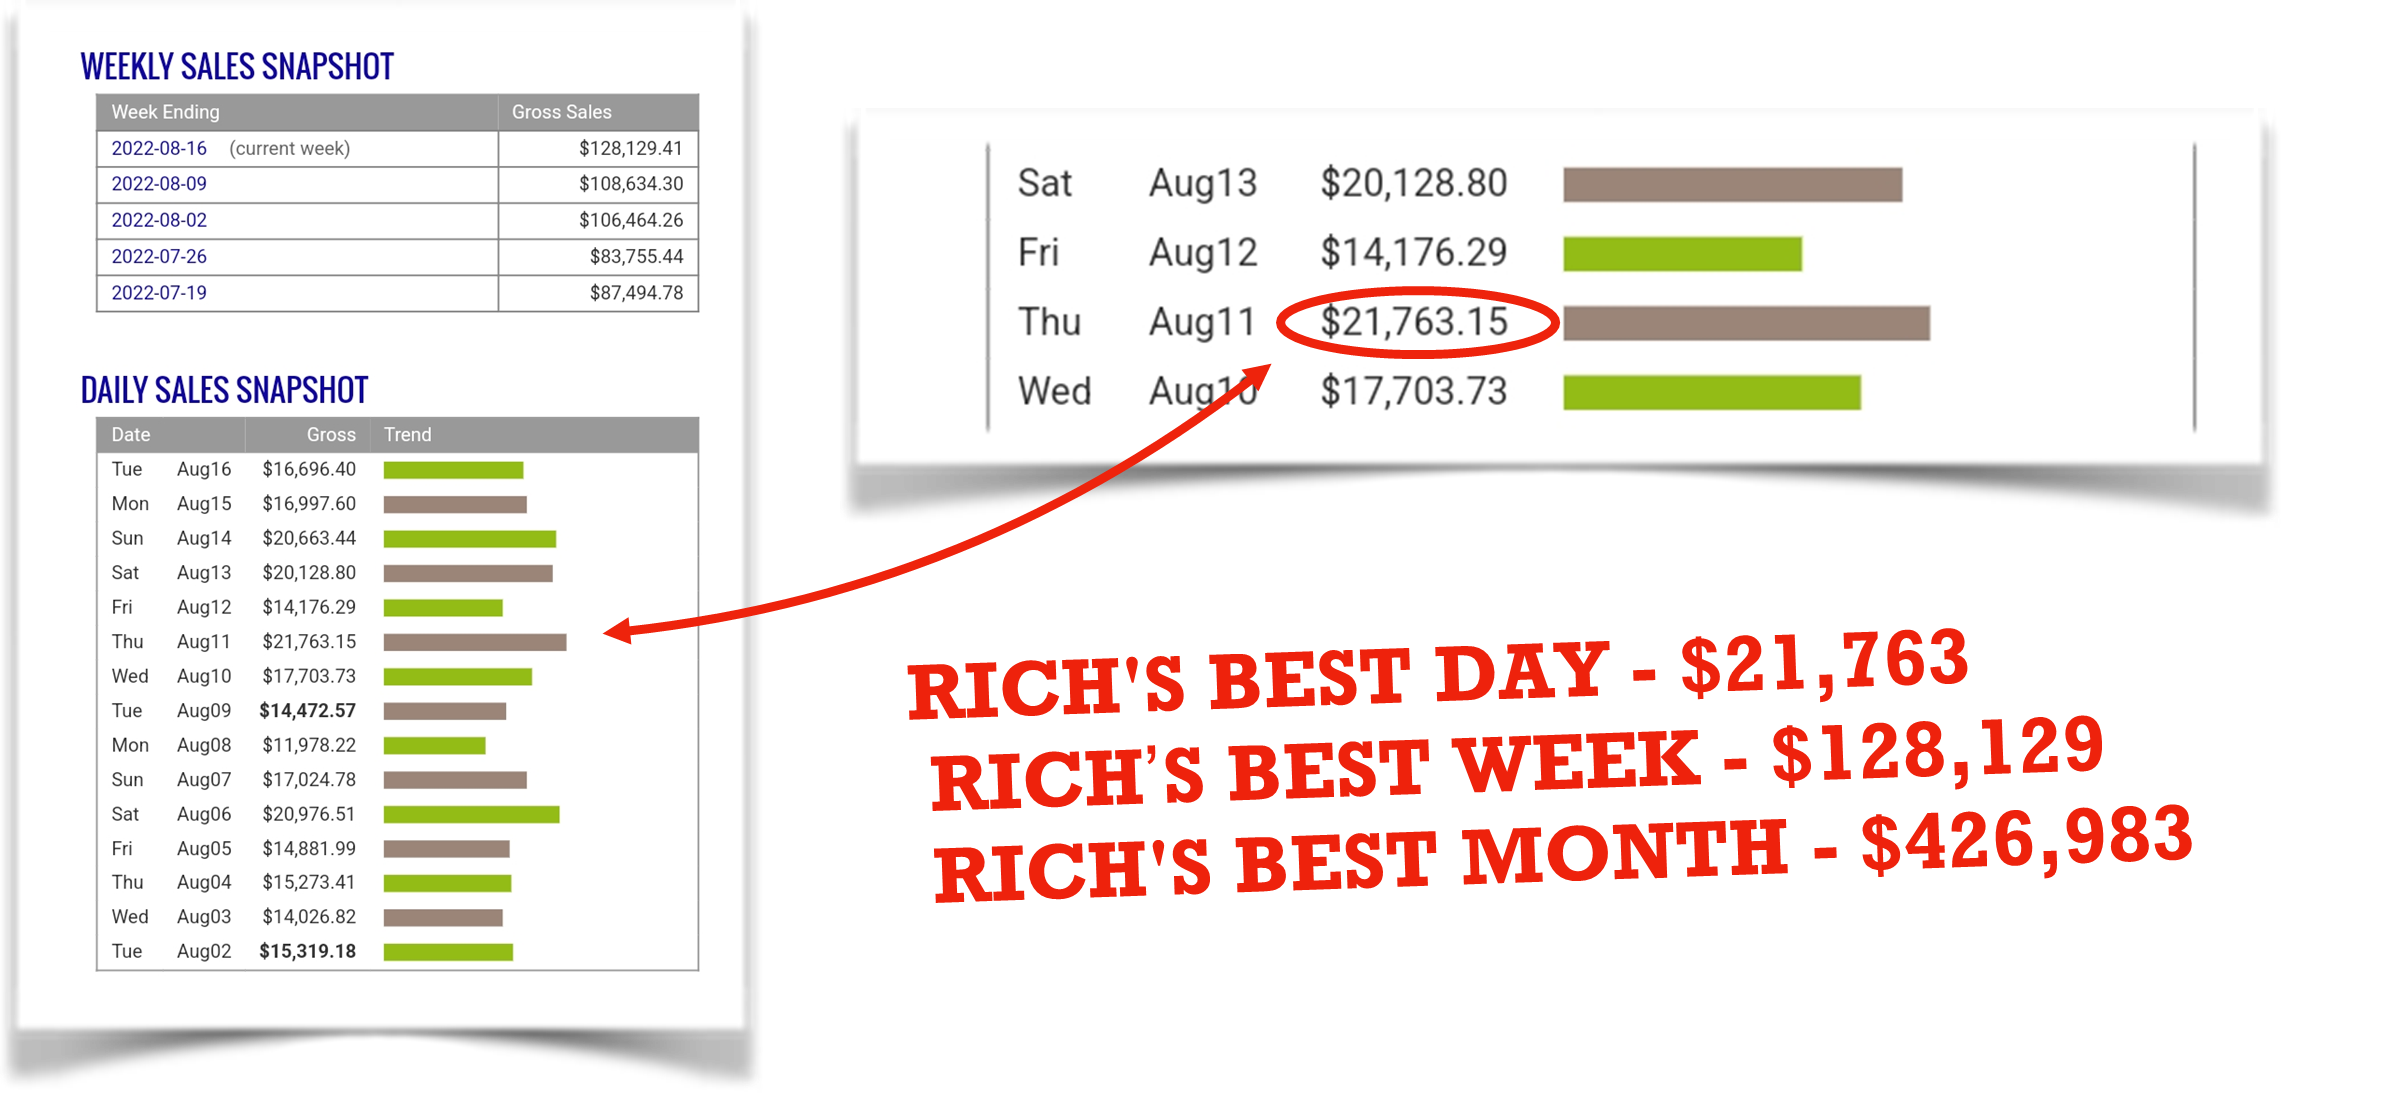 WEEKLY SALES SNAPSHOT
Week Ending Gross Sales
2022-08-16 (current week) $128,129.41
2022-08-09 $108,634.30
2022-08-02 $106,464.26
2022-07-26 $83,755.44
2022-07-19 $87,494.78
DAILY SALES SNAPSHOT
Date Gross Trend
Tue Aug16 $16,696.40
Mon Aug15 $16,997.60
Sun Aug14 $20,663.44
Sat Aug13 $20,128.80
Fri Aug12 $14,176.29
Thu Aug11 $21,763.15
Wed Aug10 $17,703.73
Tue Aug09 $14,472.57
Mon Aug08 $11,978.22
Sun Aug07 $17,024.78
Sat Aug06 $20,976.51
Fri Aug05 $14,881.99
Thu Aug04 $15,273.41
Wed Aug03 $14,026.82
Tue Aug02 $15,319.18
Sat Aug13 $20,128.80
Fri Aug12 $14,176.29
Thu Aug11 $21,763.15
Wed Aug10 $17,703.73
RICH'S BEST DAY - $21,763
RICH’S BEST WEEK - $128,129
RICH'S BEST MONTH - $426,983